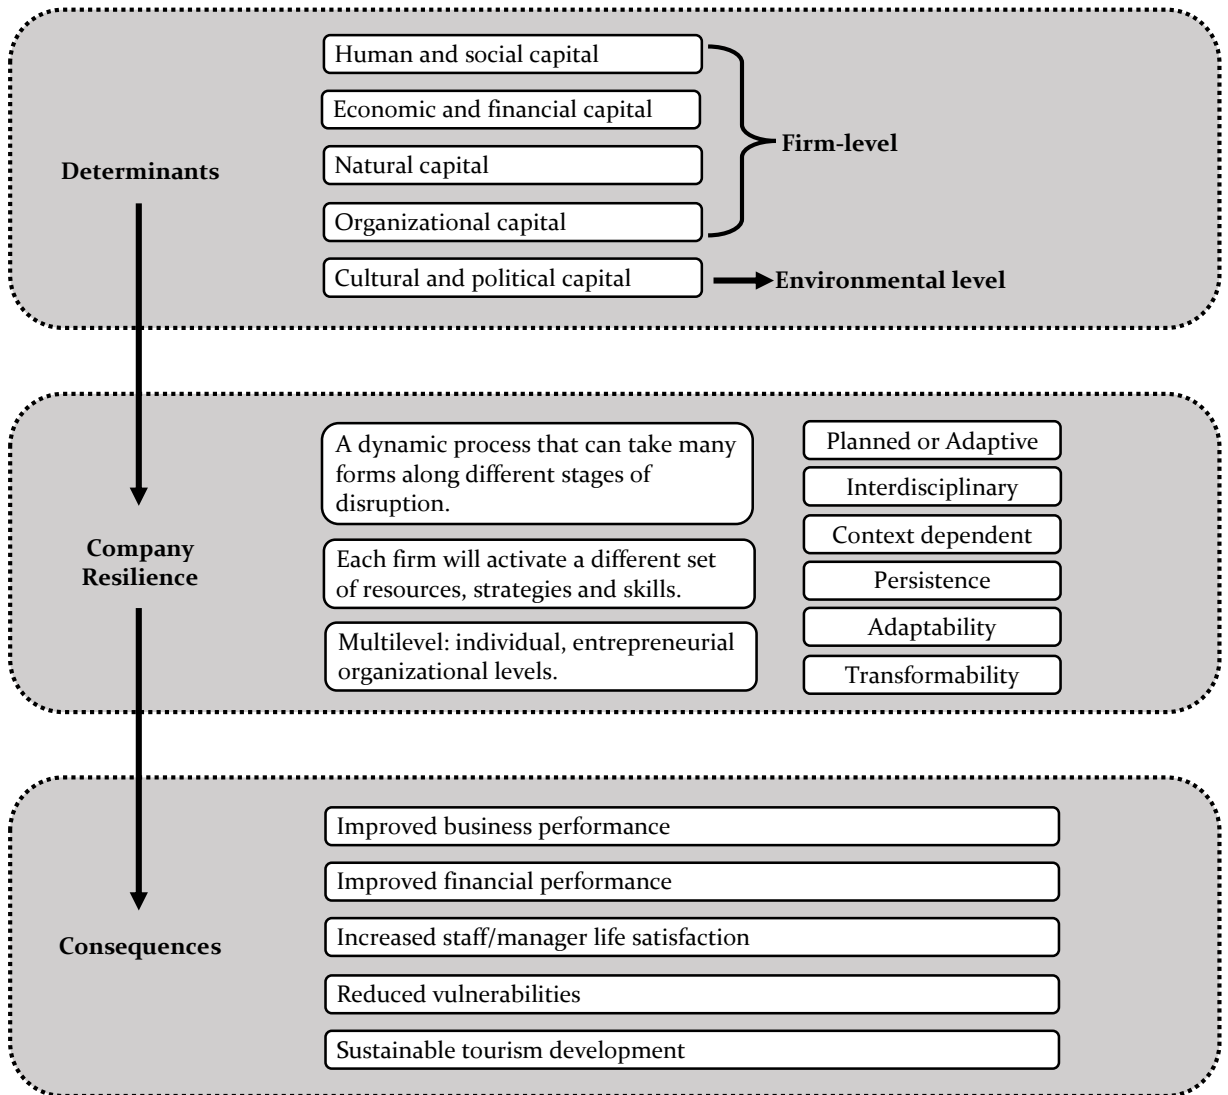 Human and social capital
Economic and financial capital
Natural capital
Organizational capital
Cultural and political capital
Firm-level
Environmental level
Determinants
Company
Resilience
A dynamic process that can take many
forms along different stages of
disruption.
Each firm will activate a different set
of resources, strategies and skills.
Multilevel: individual, entrepreneurial
organizational levels.
Planned or Adaptive
Interdisciplinary
Context dependent
Persistence
Adaptability
Transformability
Consequences
Improved business performance
Improved financial performance
Increased staff/manager life satisfaction
Reduced vulnerabilities
Sustainable tourism development